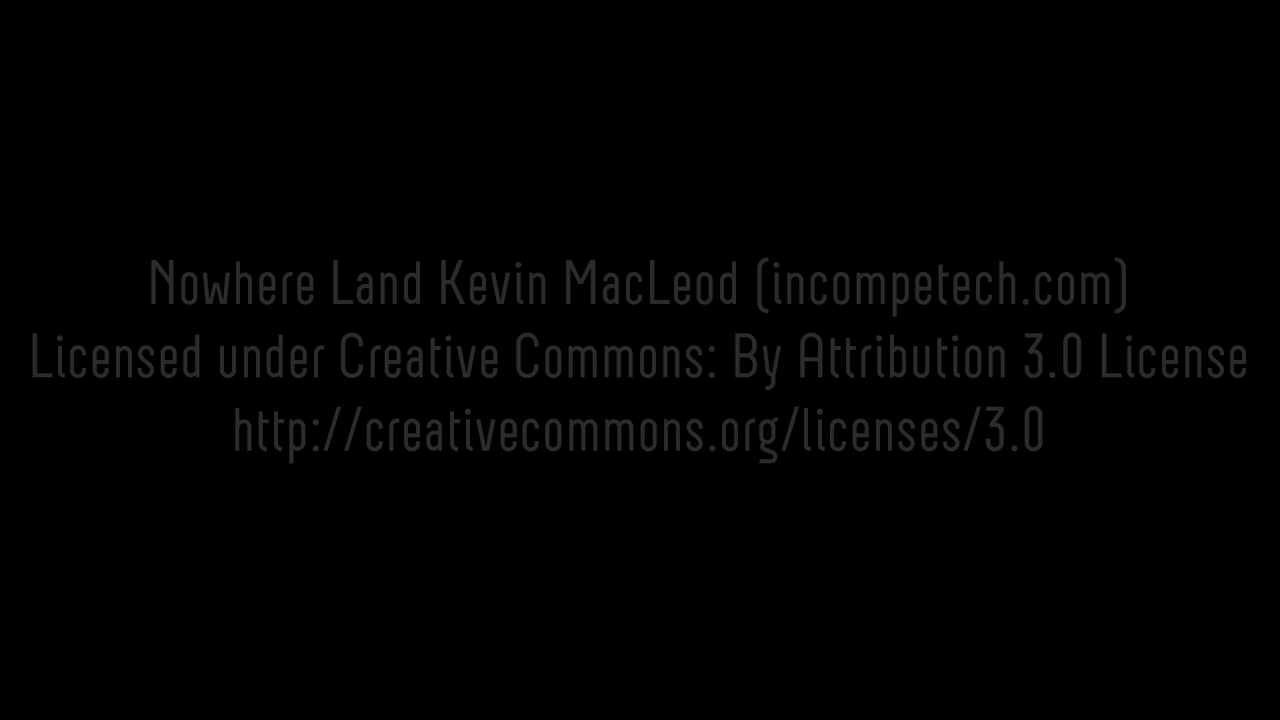 Nowhere Land Kevin MacLeod (incompetech.com)
Licensed under Creative Commons: By Attribution 3.0 License
http://creativecommons.org/licenses/3.0